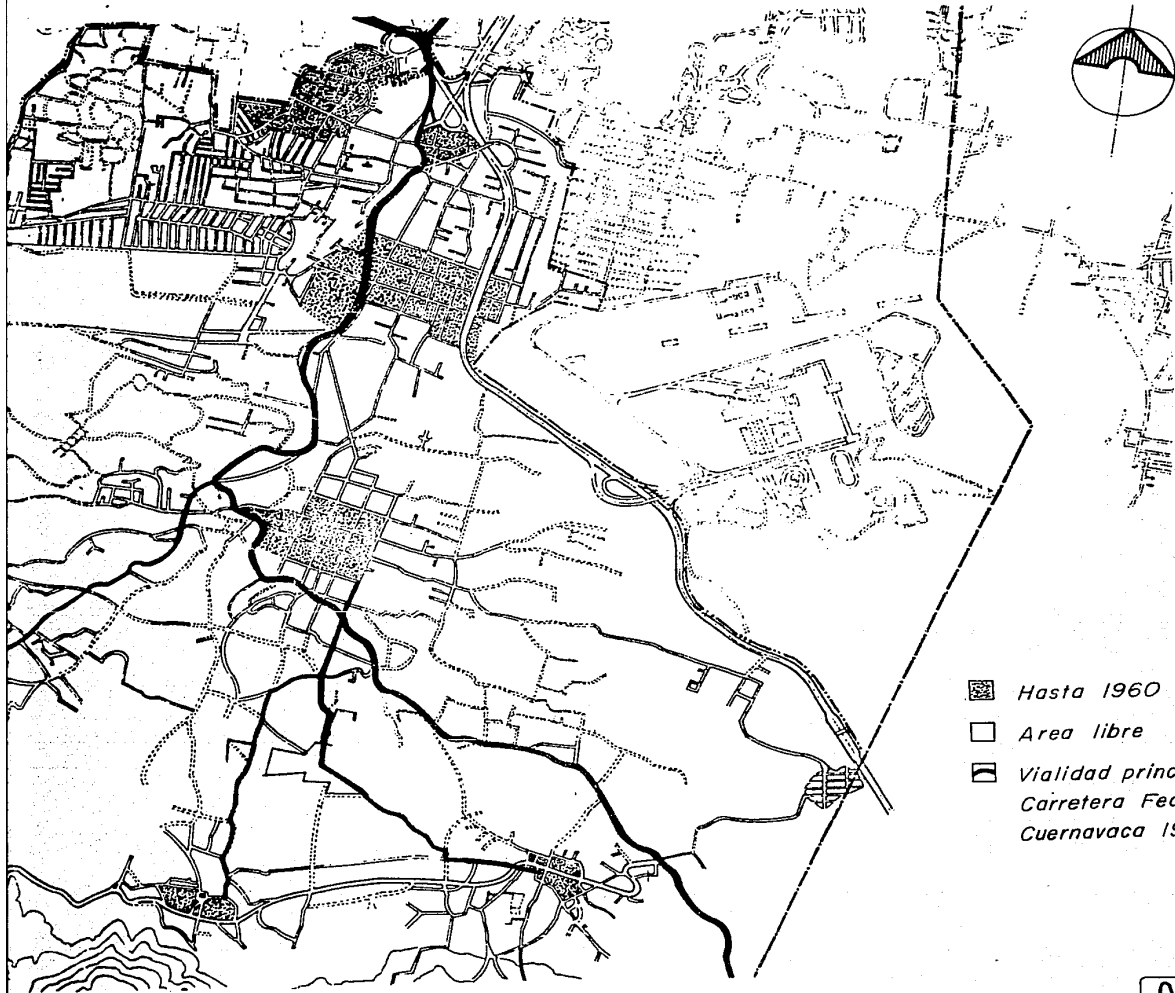 Hasta 1960
Area libre
Vialidad princ
Carretera Fed
Cuernavaca 19